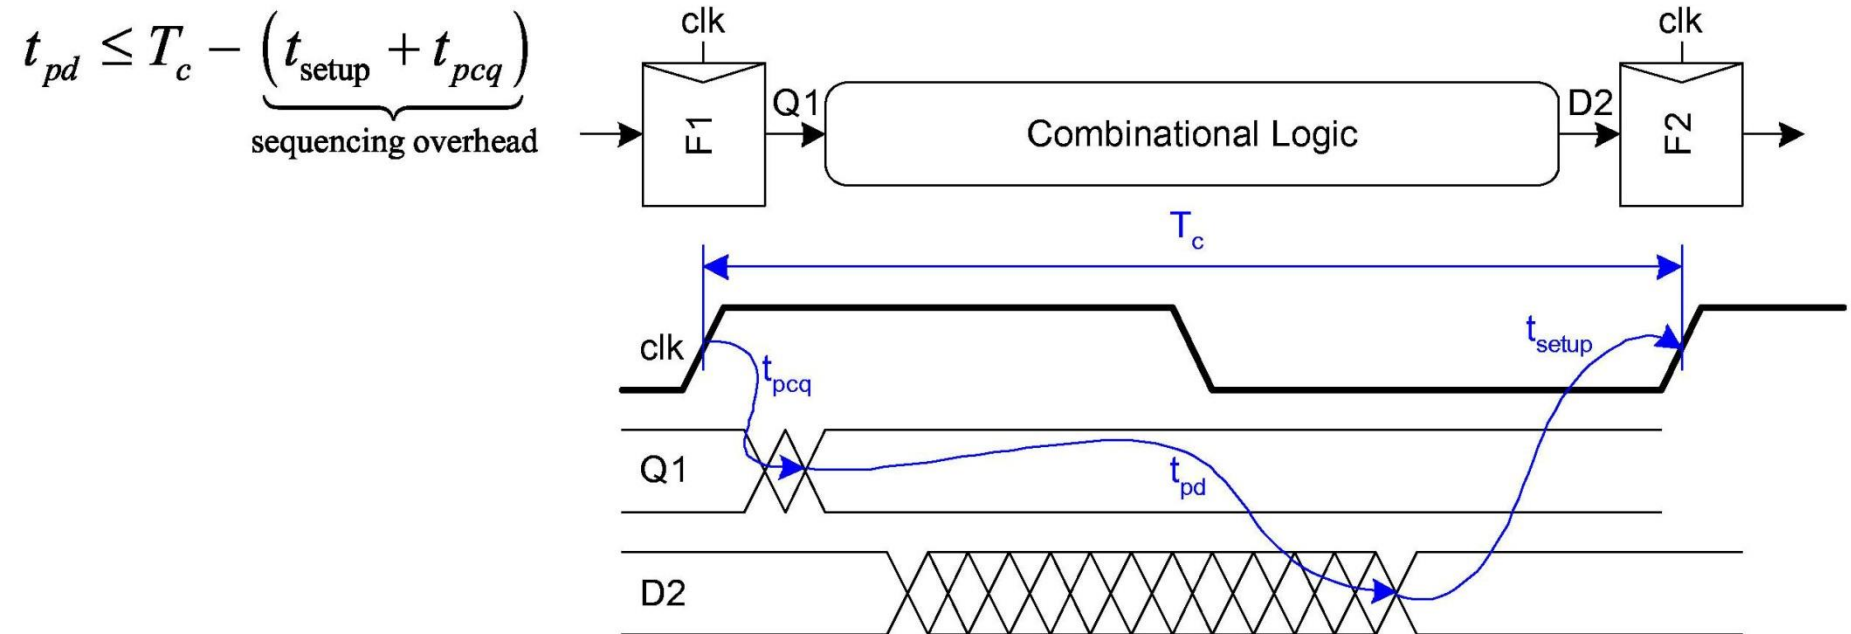 t_pd ≤ T_c − (t_setup + t_pcq)
sequencing overhead
clk
clk
F1
Q1
Combinational Logic
D2
F2
T_c
clk
t_pcq
t_setup
Q1
t_pd
D2